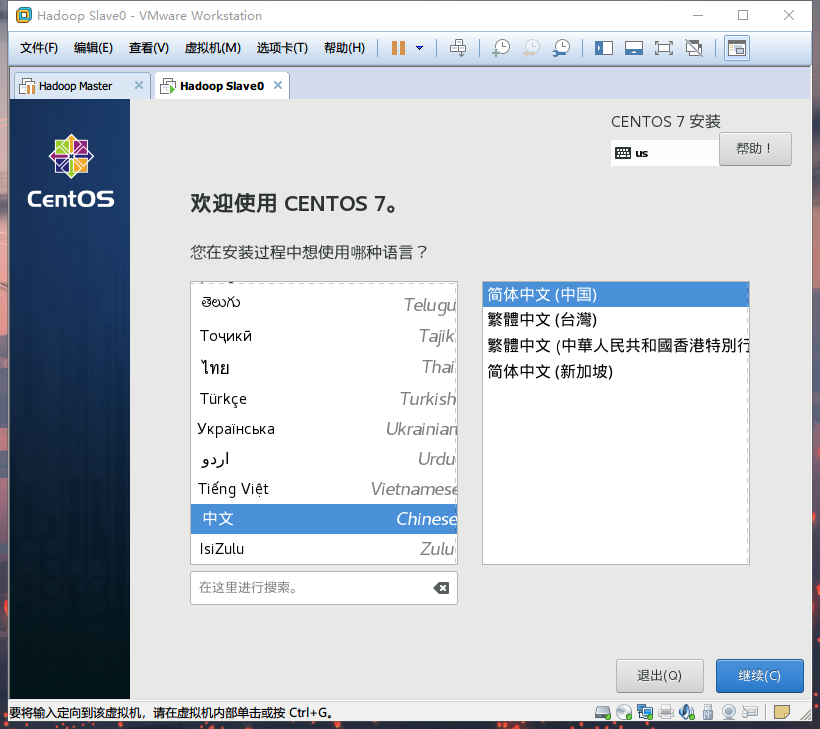 Hadoop Slave0 - VMware Workstation
文件(F) 编辑(E) 查看(V) 虚拟机(M) 选项卡(T) 帮助(H)
Hadoop Master Hadoop Slave0
CentOS
CENTOS 7 安装
us 帮助！
欢迎使用 CENTOS 7。
您在安装过程中想使用哪种语言？
తెలుగు Telugu
Тоҷикӣ Tajik
ไทย Thai
Türkçe Turkish
Українська Ukrainian
اردو Urdu
Tiếng Việt Vietnamese
中文 Chinese
IsiZulu Zulu
简体中文 (中国)
繁體中文 (台灣)
繁體中文 (中華人民共和國香港特別行
简体中文 (新加坡)
在这里进行搜索。
退出(Q) 继续(C)
要将输入定向到该虚拟机，请在虚拟机内部单击或按 Ctrl+G。